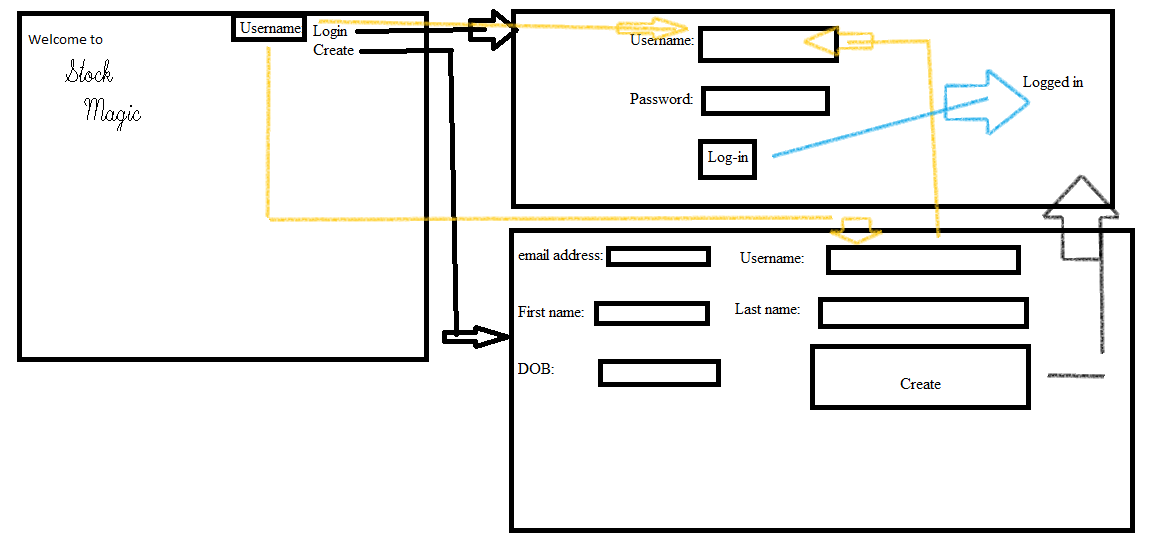 Welcome to
Stock
Magic
Username
Login
Create
Username:
Password:
Log-in
Logged in
email address:
Username:
First name:
Last name:
DOB:
Create